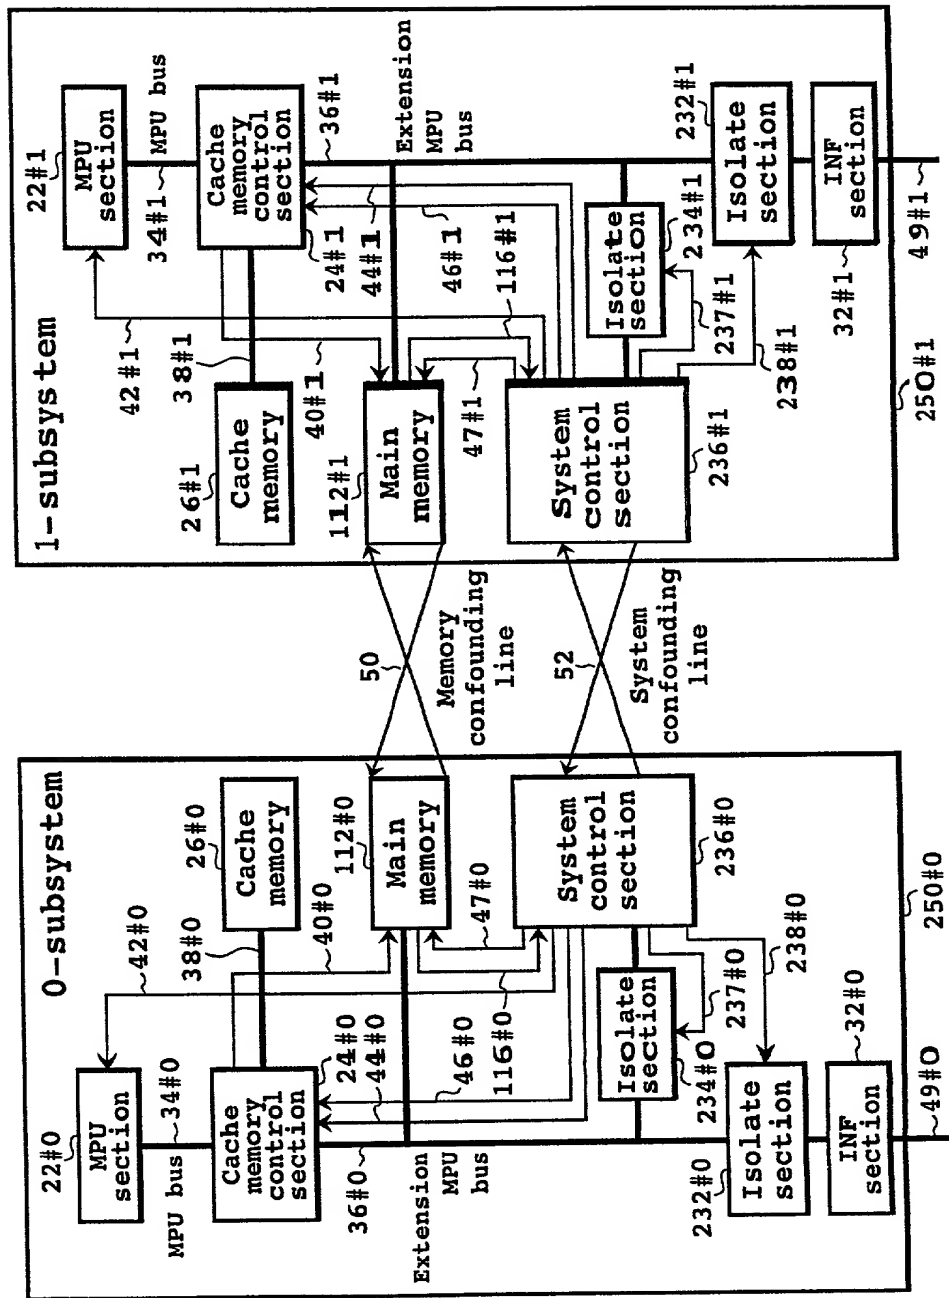 0-subsystem
22#0
MPU
section
MPU bus
34#0
42#0
Cache
memory
control
section
24#0
44#0
38#0
26#0
Cache
memory
40#0
112#0
Main
memory
36#0
Extension
MPU
bus
46#0
116#0
47#0
System
control
section
236#0
Isolate
section
234#0
237#0
238#0
232#0
Isolate
section
INF
section
32#0
49#0
250#0
50
Memory
confounding
line
52
System
confounding
line
1-subsystem
22#1
MPU
section
MPU bus
34#1
42#1
Cache
memory
control
section
24#1
44#1
38#1
26#1
Cache
memory
40#1
112#1
Main
memory
36#1
Extension
MPU
bus
46#1
116#1
47#1
System
control
section
236#1
Isolate
section
234#1
237#1
238#1
232#1
Isolate
section
INF
section
32#1
49#1
250#1